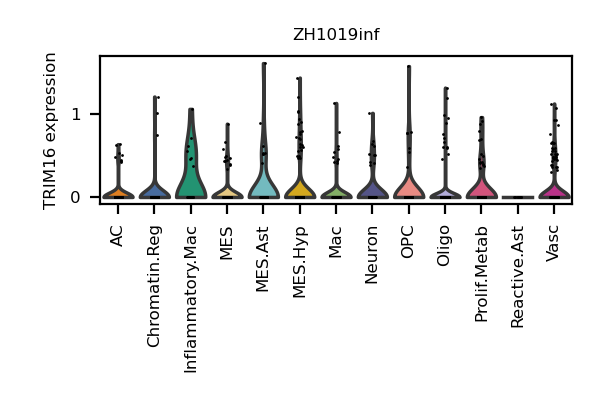 ZH1019inf
TRIM16 expression
1
0
AC
Chromatin.Reg
Inflammatory.Mac
MES
MES.Ast
MES.Hyp
Mac
Neuron
OPC
Oligo
Prolif.Metab
Reactive.Ast
Vasc